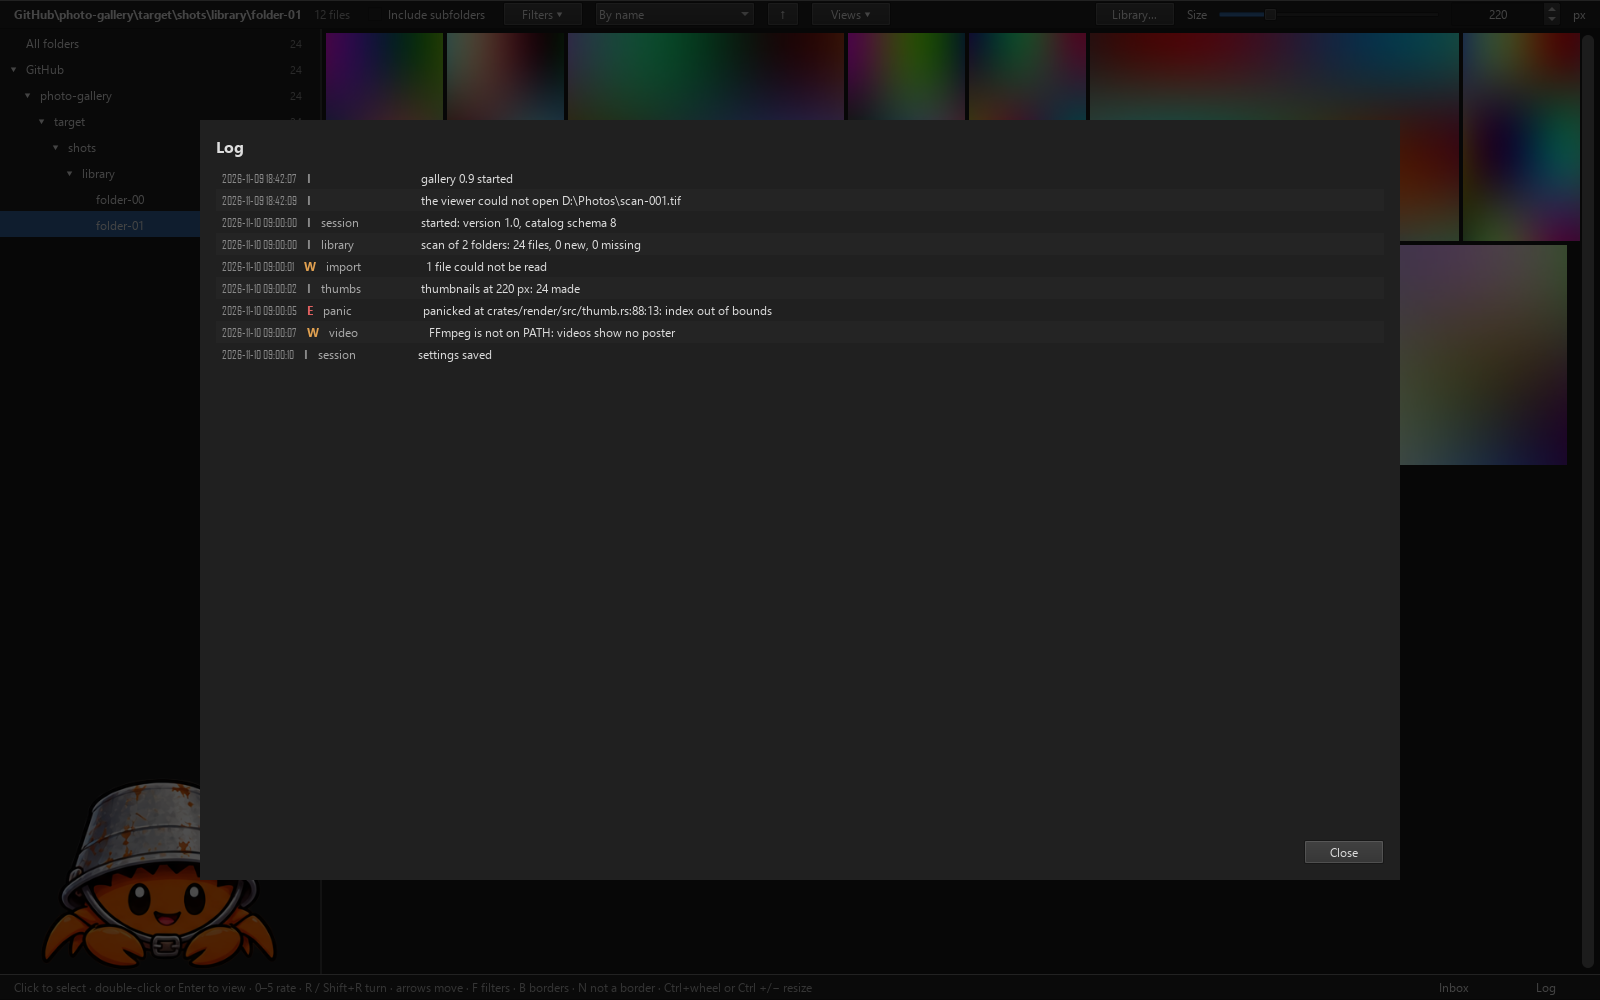 GitHub\photo-gallery\target\shots\library\folder-01 12 files Include subfolders Filters ▾ By name ↑ Views ▾ Library... Size 220 px
All folders 24
GitHub 24
photo-gallery 24
target
shots
library
folder-00
folder-01
Log
2026-11-09 18:42:07 I gallery 0.9 started
2026-11-09 18:42:09 I the viewer could not open D:\Photos\scan-001.tif
2026-11-10 09:00:00 I session started: version 1.0, catalog schema 8
2026-11-10 09:00:00 I library scan of 2 folders: 24 files, 0 new, 0 missing
2026-11-10 09:00:01 W import 1 file could not be read
2026-11-10 09:00:02 I thumbs thumbnails at 220 px: 24 made
2026-11-10 09:00:05 E panic panicked at crates/render/src/thumb.rs:88:13: index out of bounds
2026-11-10 09:00:07 W video FFmpeg is not on PATH: videos show no poster
2026-11-10 09:00:10 I session settings saved
Close
Click to select · double-click or Enter to view · 0–5 rate · R / Shift+R turn · arrows move · F filters · B borders · N not a border · Ctrl+wheel or Ctrl +/− resize Inbox Log